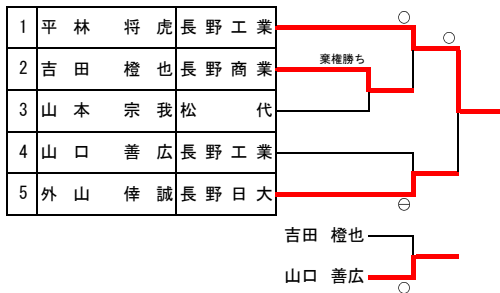 1 平林 将虎 長野工業
2 吉田 橙也 長野商業
棄権勝ち
3 山本 宗我 松代
4 山口 善広 長野工業
5 外山 倖誠 長野日大
吉田 橙也
山口 善広